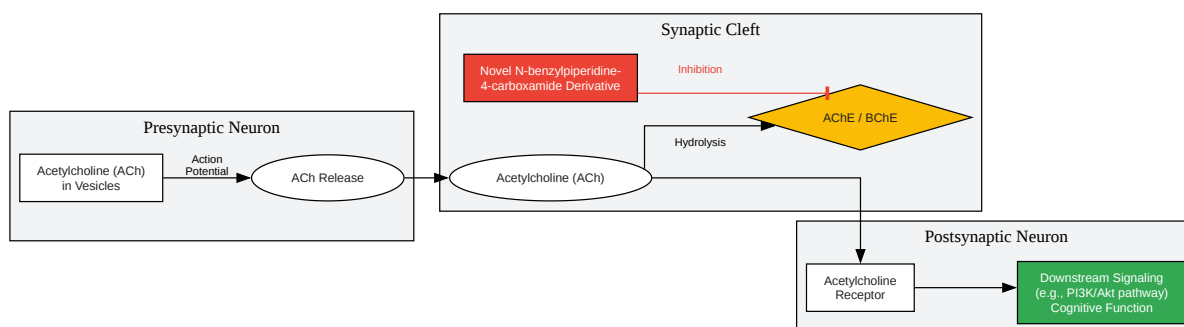 Synaptic Cleft
Novel N-benzylpiperidine-
4-carboxamide Derivative
Inhibition
AChE / BChE
Presynaptic Neuron
Acetylcholine (ACh)
in Vesicles
Action
Potential
ACh Release
Acetylcholine (ACh)
Hydrolysis
Postsynaptic Neuron
Acetylcholine
Receptor
Downstream Signaling
(e.g., PI3K/Akt pathway)
Cognitive Function